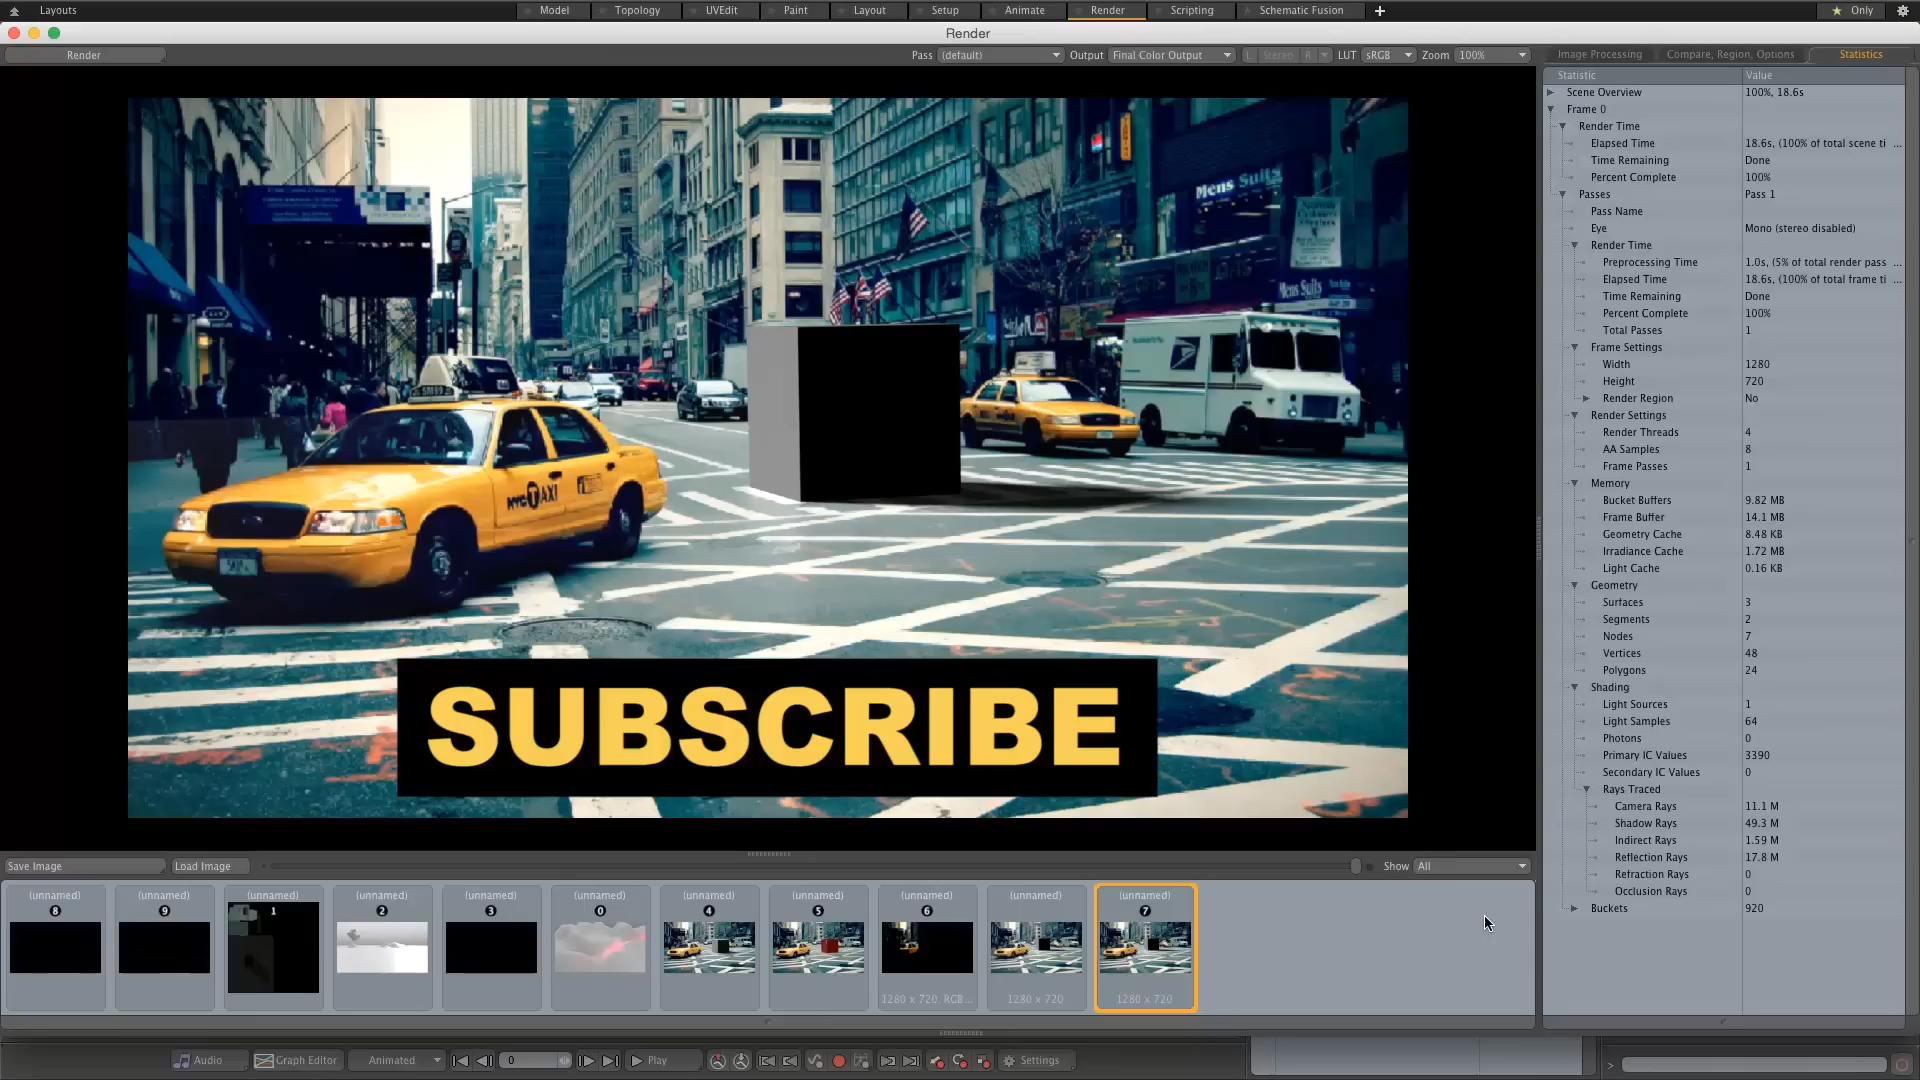 Layouts
Model
Topology
UVEdit
Paint
Layout
Setup
Animate
Render
Scripting
Schematic Fusion
Only
Render
Render
Pass (default)
Output Final Color Output
L Stereo R
LUT sRGB
Zoom 100%
Image Processing
Compare, Region, Options
Statistics
Statistic Value
Scene Overview 100%, 18.6s
Frame 0
Render Time
Elapsed Time 18.6s, (100% of total scene ti ...
Time Remaining Done
Percent Complete 100%
Passes Pass 1
Pass Name
Eye Mono (stereo disabled)
Render Time
Preprocessing Time 1.0s, (5% of total render pass ...
Elapsed Time 18.6s, (100% of total frame ti ...
Time Remaining Done
Percent Complete 100%
Total Passes 1
Frame Settings
Width 1280
Height 720
Render Region No
Render Settings
Render Threads 4
AA Samples 8
Frame Passes 1
Memory
Bucket Buffers 9.82 MB
Frame Buffer 14.1 MB
Geometry Cache 8.48 KB
Irradiance Cache 1.72 MB
Light Cache 0.16 KB
Geometry
Surfaces 3
Segments 2
Nodes 7
Vertices 48
Polygons 24
Shading
Light Sources 1
Light Samples 64
Photons 0
Primary IC Values 3390
Secondary IC Values 0
Rays Traced
Camera Rays 11.1 M
Shadow Rays 49.3 M
Indirect Rays 1.59 M
Reflection Rays 17.8 M
Refraction Rays 0
Occlusion Rays 0
Buckets 920
Mens Suits
Mens Suits
NYC TAXI
SUBSCRIBE
Save Image
Load Image
Show All
(unnamed) (unnamed) (unnamed) (unnamed) (unnamed) (unnamed) (unnamed) (unnamed) (unnamed) (unnamed) (unnamed)
8 9 1 2 3 0 4 5 6 7
1280 x 720, RGB... 1280 x 720 1280 x 720
Audio
Graph Editor
Animated
0
Play
Settings
>